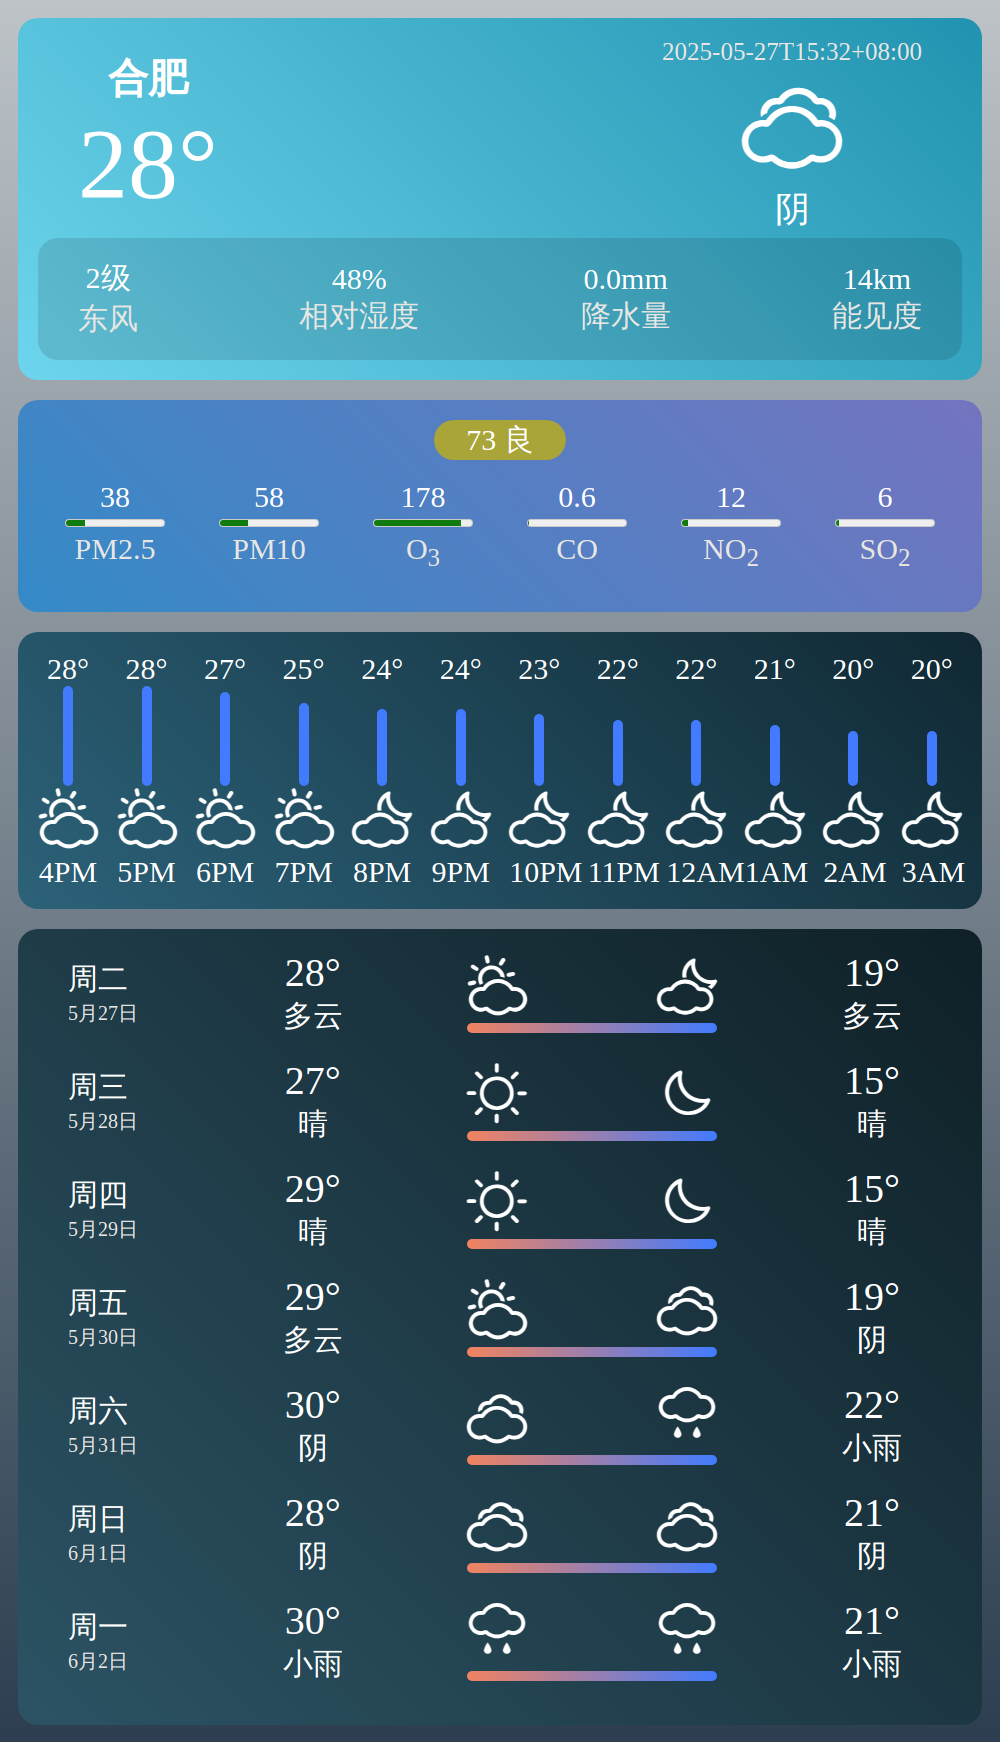 合肥
28°
2025-05-27T15:32+08:00
阴
2级 48% 0.0mm 14km
东风 相对湿度 降水量 能见度
73 良
38 58 178 0.6 12 6
PM2.5 PM10 O3 CO NO2 SO2
28° 28° 27° 25° 24° 24° 23° 22° 22° 21° 20° 20°
4PM 5PM 6PM 7PM 8PM 9PM 10PM 11PM 12AM 1AM 2AM 3AM
周二 28° 19°
5月27日 多云 多云
周三 27° 15°
5月28日 晴 晴
周四 29° 15°
5月29日 晴 晴
周五 29° 19°
5月30日 多云 阴
周六 30° 22°
5月31日 阴 小雨
周日 28° 21°
6月1日 阴 阴
周一 30° 21°
6月2日 小雨 小雨